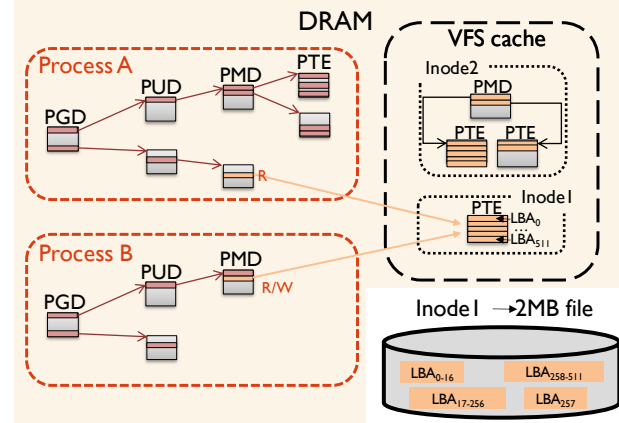 DRAM
Process A
PGD
PUD
PMD
PTE
R
Process B
PGD
PUD
PMD
R/W
VFS cache
Inode2
PMD
PTE
PTE
Inode1
PTE
LBA0
...
LBA511
Inode1 → 2MB file
LBA0-16
LBA258-511
LBA17-256
LBA257